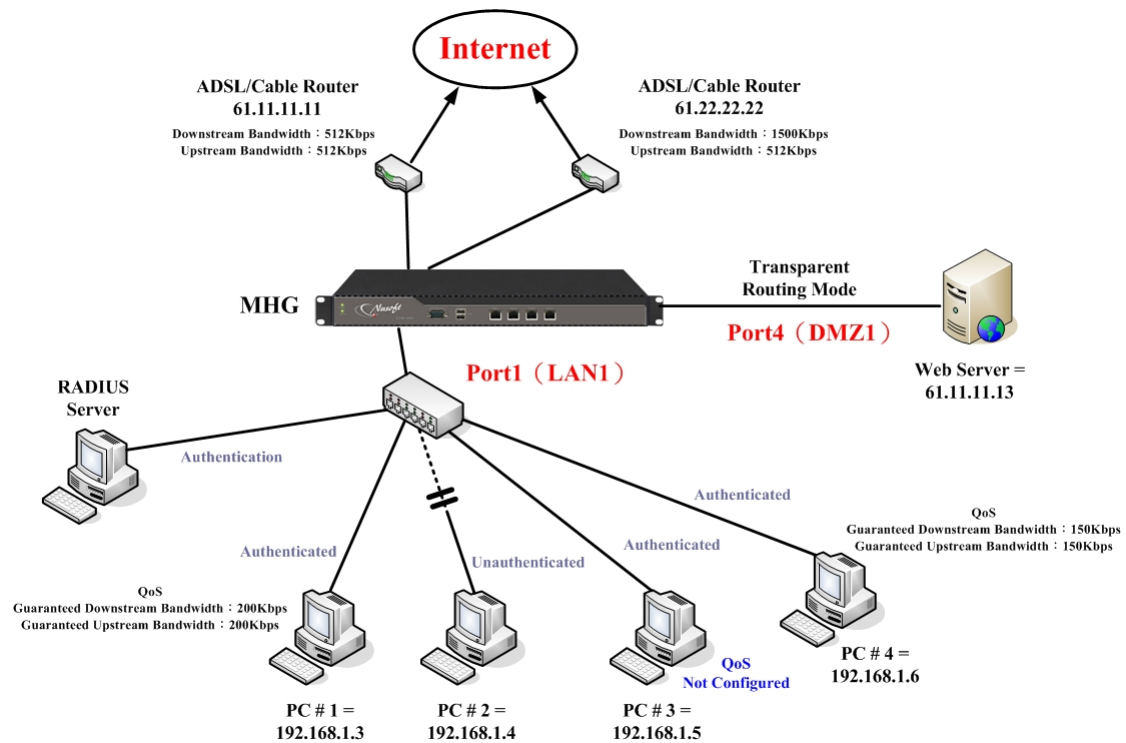 Internet
ADSL/Cable Router
61.11.11.11
Downstream Bandwidth：512Kbps
Upstream Bandwidth：512Kbps
ADSL/Cable Router
61.22.22.22
Downstream Bandwidth：1500Kbps
Upstream Bandwidth：512Kbps
MHG
Nusoft
Transparent
Routing Mode
Port4（DMZ1）
Web Server =
61.11.11.13
Port1（LAN1）
RADIUS
Server
Authentication
Authenticated
Unauthenticated
Authenticated
Authenticated
QoS
Guaranteed Downstream Bandwidth：150Kbps
Guaranteed Upstream Bandwidth：150Kbps
QoS
Guaranteed Downstream Bandwidth：200Kbps
Guaranteed Upstream Bandwidth：200Kbps
PC # 1 =
192.168.1.3
PC # 2 =
192.168.1.4
QoS
Not Configured
PC # 3 =
192.168.1.5
PC # 4 =
192.168.1.6